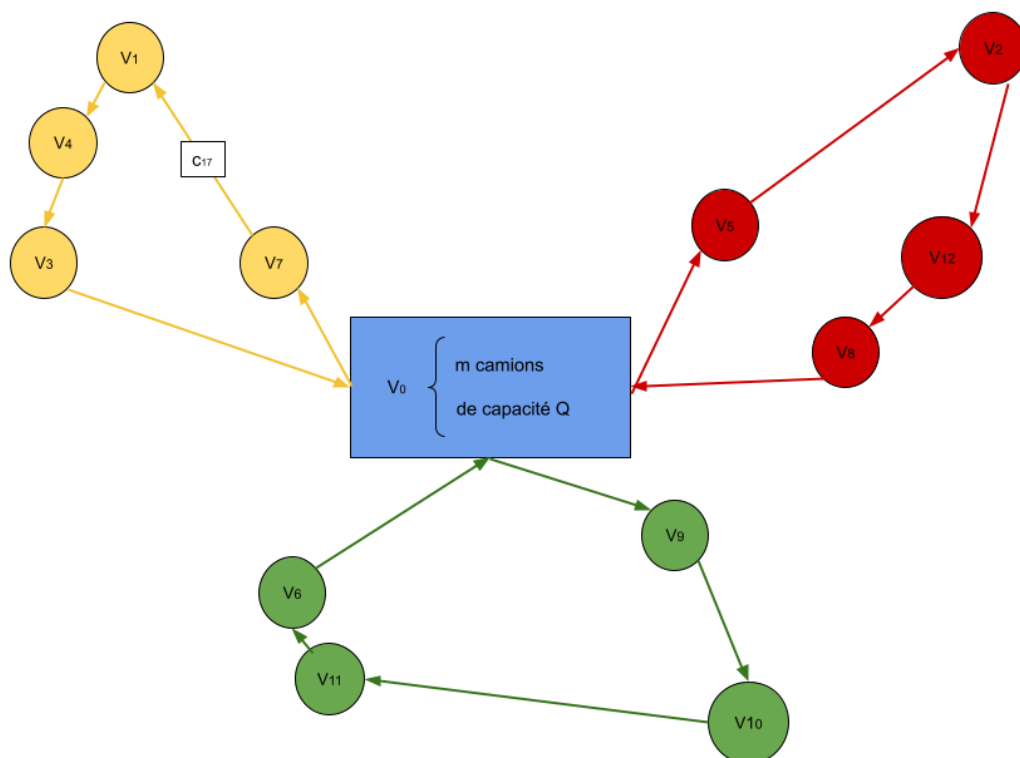 V2
V1
V4
c17
V5
V3
V7
V12
V8
m camions
V0
de capacité Q
V9
V6
V11
V10